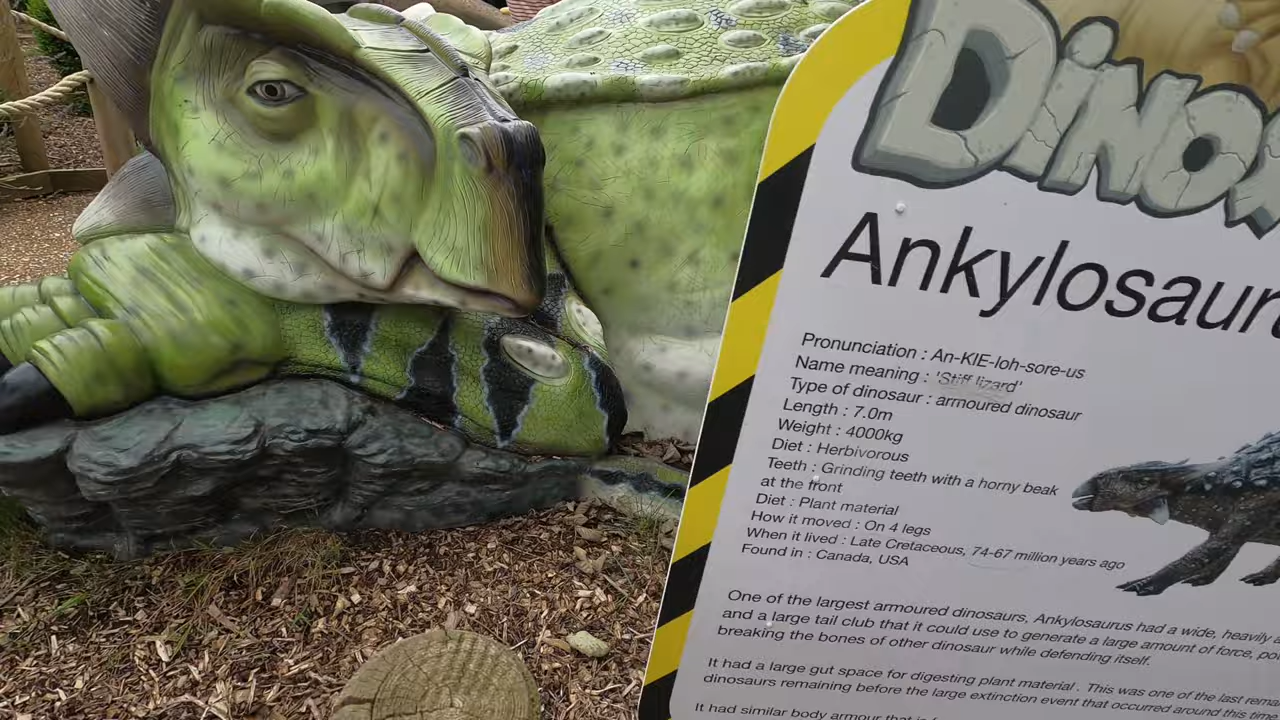 Dino
Ankylosaur
Pronunciation : An-KIE-loh-sore-us
Name meaning : 'Stiff lizard'
Type of dinosaur : armoured dinosaur
Length : 7.0m
Weight : 4000kg
Diet : Herbivorous
Teeth : Grinding teeth with a horny beak
at the front
Diet : Plant material
How it moved : On 4 legs
When it lived : Late Cretaceous, 74-67 million years ago
Found in : Canada, USA
One of the largest armoured dinosaurs, Ankylosaurus had a wide, heavily
and a large tail club that it could use to generate a large amount of force,
breaking the bones of other dinosaur while defending itself.
It had a large gut space for digesting plant material. This was one of the last
dinosaurs remaining before the large extinction event that occurred around this
It had similar body armour that